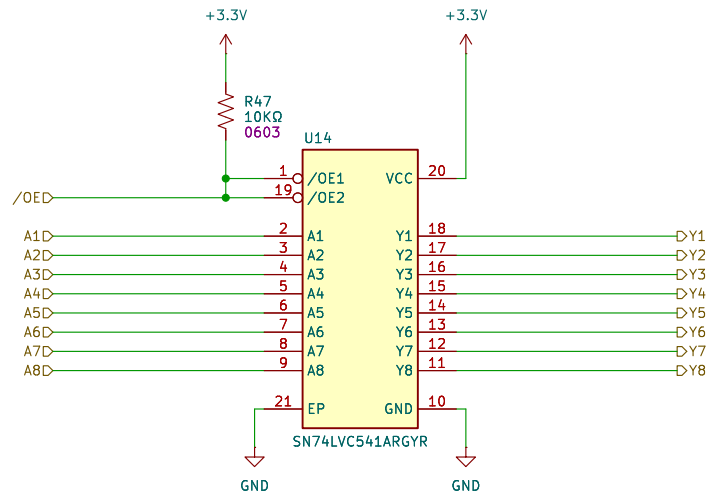 +3.3V +3.3V
R47
10KΩ
0603
U14
1 /OE1 VCC 20
/OE 19 /OE2
A1 2 A1 Y1 18 Y1
A2 3 A2 Y2 17 Y2
A3 4 A3 Y3 16 Y3
A4 5 A4 Y4 15 Y4
A5 6 A5 Y5 14 Y5
A6 7 A6 Y6 13 Y6
A7 8 A7 Y7 12 Y7
A8 9 A8 Y8 11 Y8
21 EP GND 10
SN74LVC541ARGYR
GND GND